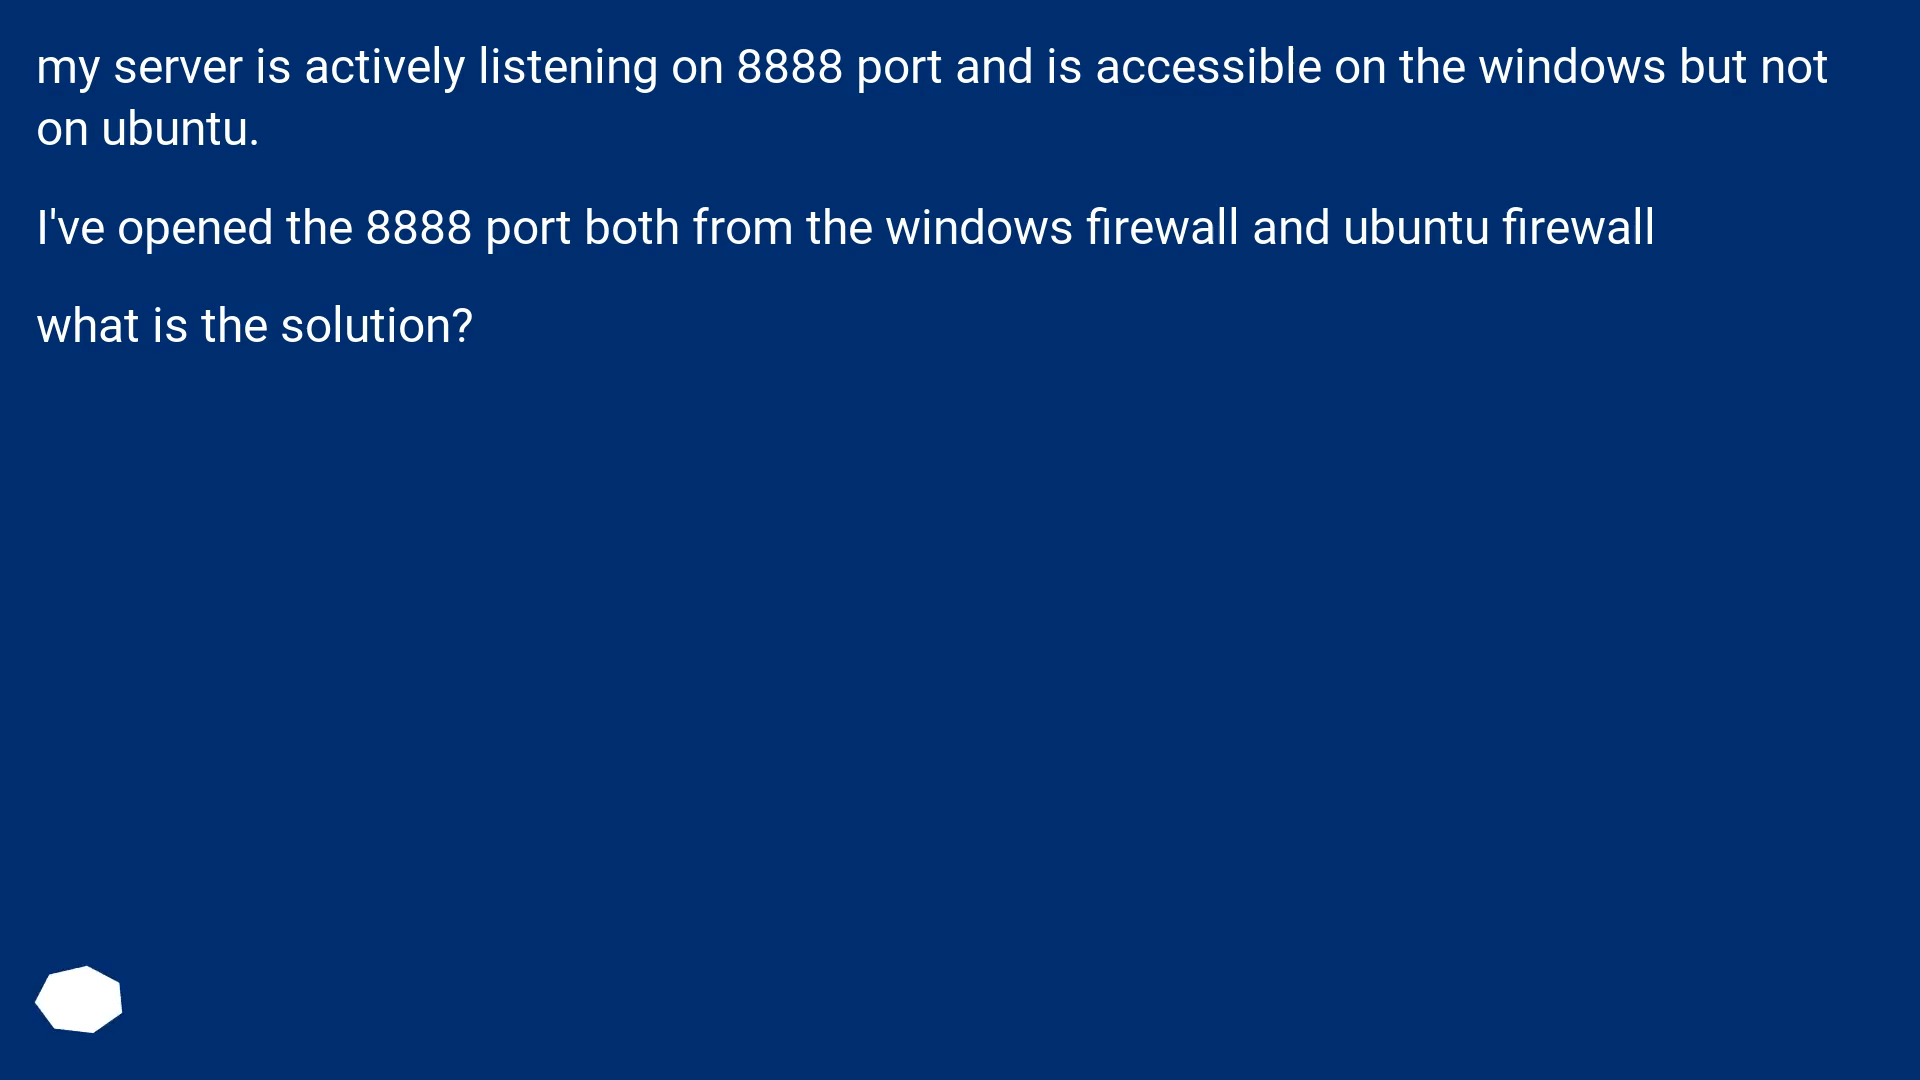 my server is actively listening on 8888 port and is accessible on the windows but not
on ubuntu.
I've opened the 8888 port both from the windows firewall and ubuntu firewall
what is the solution?